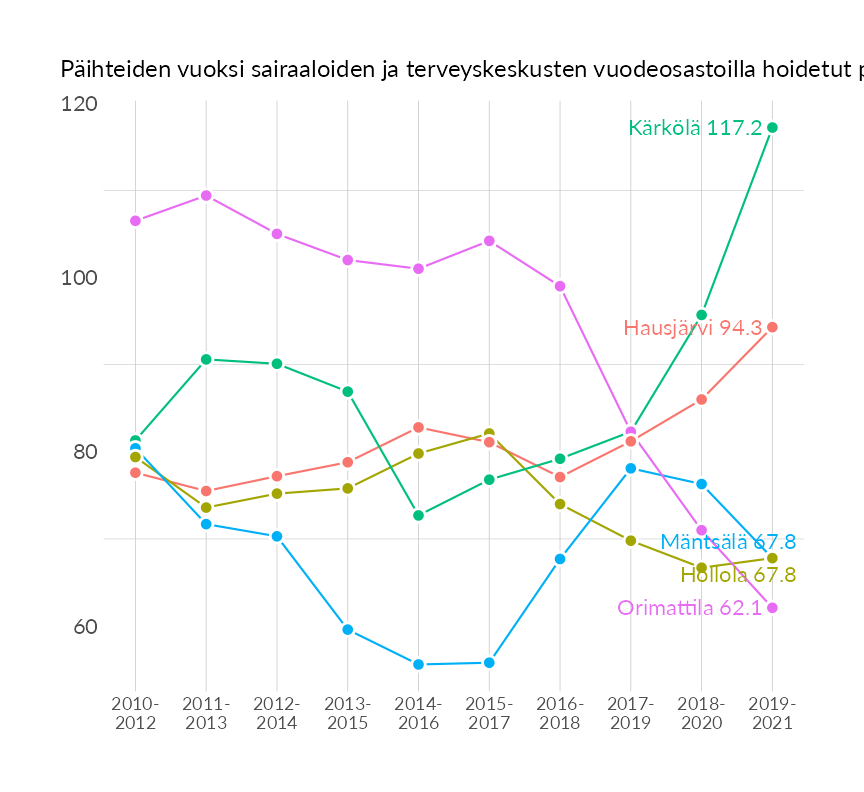 Päihteiden vuoksi sairaaloiden ja terveyskeskusten vuodeosastoilla hoidetut
120
Kärkölä 117.2
100
Hausjärvi 94.3
80
Mäntsälä 67.8
Hollola 67.8
Orimattila 62.1
60
2010- 2011- 2012- 2013- 2014- 2015- 2016- 2017- 2018- 2019-
2012 2013 2014 2015 2016 2017 2018 2019 2020 2021